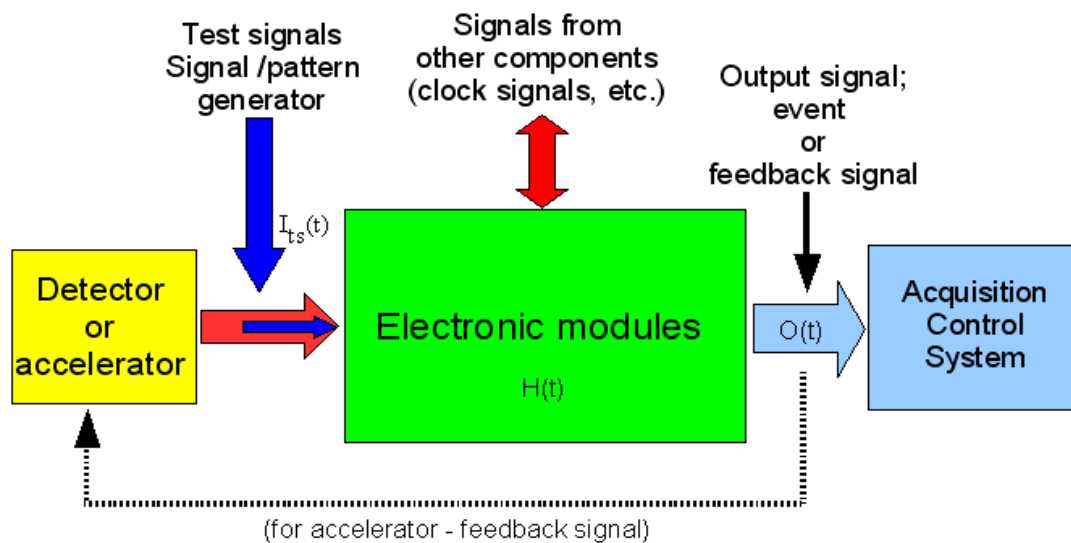 Test signals
Signal /pattern
generator
Signals from
other components
(clock signals, etc.)
Output signal;
event
or
feedback signal
I_ts(t)
Detector
or
accelerator
Electronic modules
H(t)
O(t)
Acquisition
Control
System
(for accelerator - feedback signal)